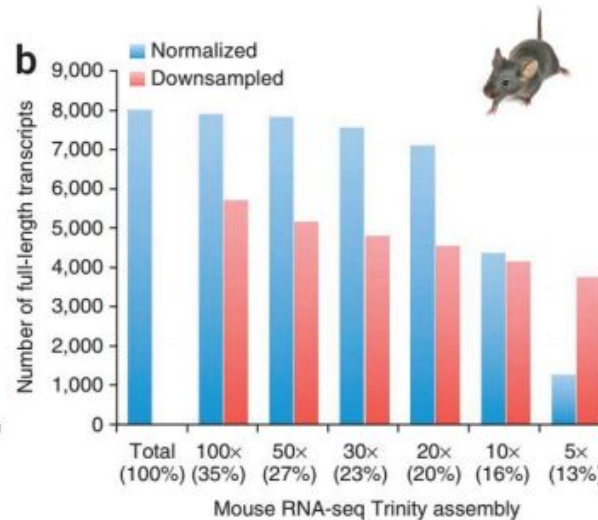 b
Normalized
Downsampled
9,000
8,000
7,000
6,000
5,000
4,000
3,000
2,000
1,000
0
Number of full-length transcripts
Total 100× 50× 30× 20× 10× 5×
(100%) (35%) (27%) (23%) (20%) (16%) (13%)
Mouse RNA-seq Trinity assembly